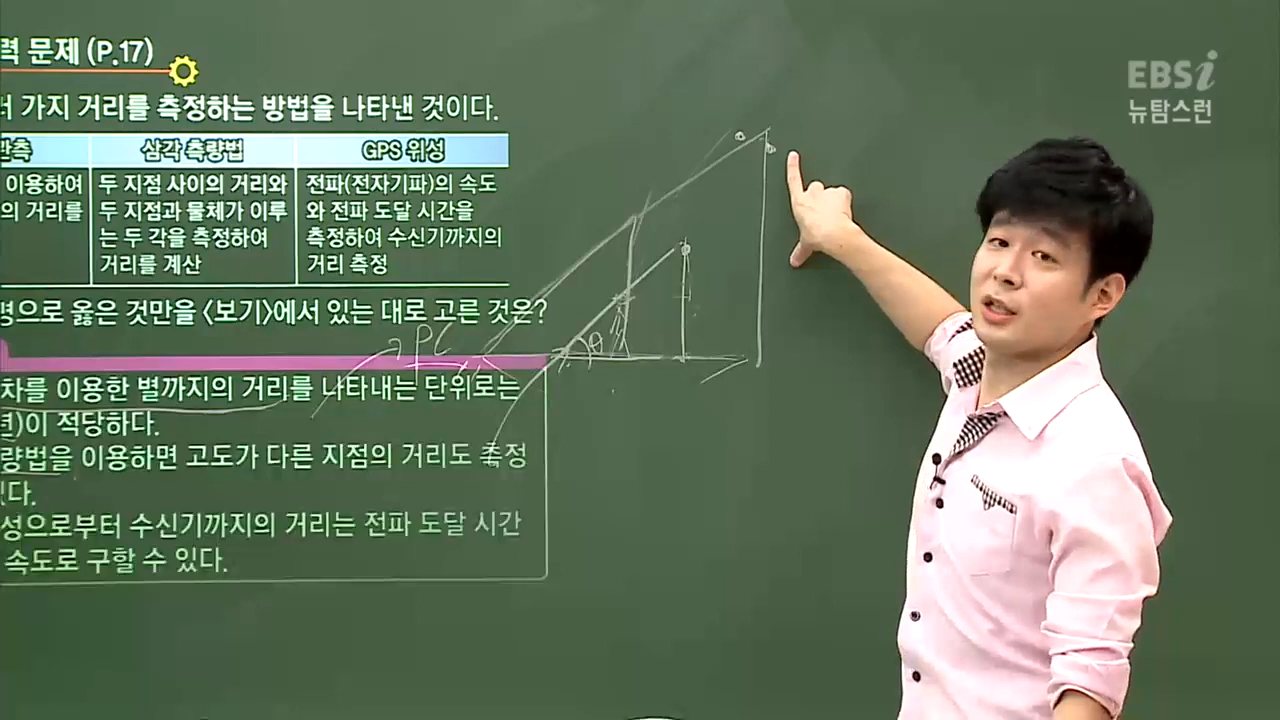 력 문제 (P.17)
가지 거리를 측정하는 방법을 나타낸 것이다.
관측
삼각 측량법
GPS 위성
이용하여
의 거리를
두 지점 사이의 거리와
두 지점과 물체가 이루
는 두 각을 측정하여
거리를 계산
전파(전자기파)의 속도
와 전파 도달 시간을
측정하여 수신기까지의
거리 측정
명으로 옳은 것만을 <보기>에서 있는 대로 고른 것은?
PC
θ
차를 이용한 별까지의 거리를 나타내는 단위로는
년)이 적당하다.
량법을 이용하면 고도가 다른 지점의 거리도 측정
있다.
성으로부터 수신기까지의 거리는 전파 도달 시간
속도로 구할 수 있다.
EBSi
뉴탐스런